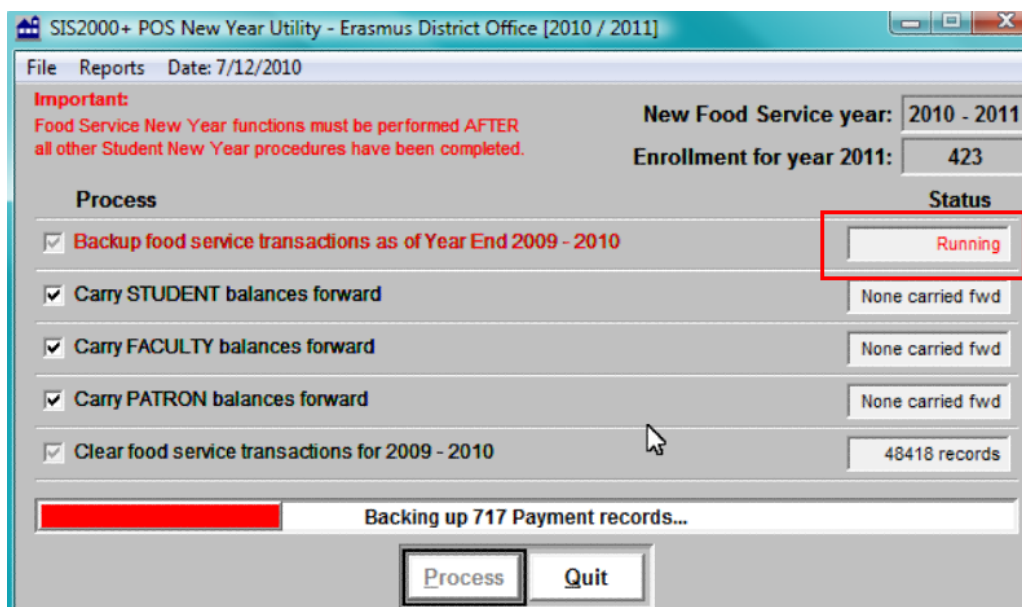 SIS2000+ POS New Year Utility - Erasmus District Office [2010 / 2011]
File Reports Date: 7/12/2010
Important:
Food Service New Year functions must be performed AFTER
all other Student New Year procedures have been completed.
New Food Service year: 2010 - 2011
Enrollment for year 2011: 423
Process Status
Backup food service transactions as of Year End 2009 - 2010 Running
Carry STUDENT balances forward None carried fwd
Carry FACULTY balances forward None carried fwd
Carry PATRON balances forward None carried fwd
Clear food service transactions for 2009 - 2010 48418 records
Backing up 717 Payment records...
Process Quit